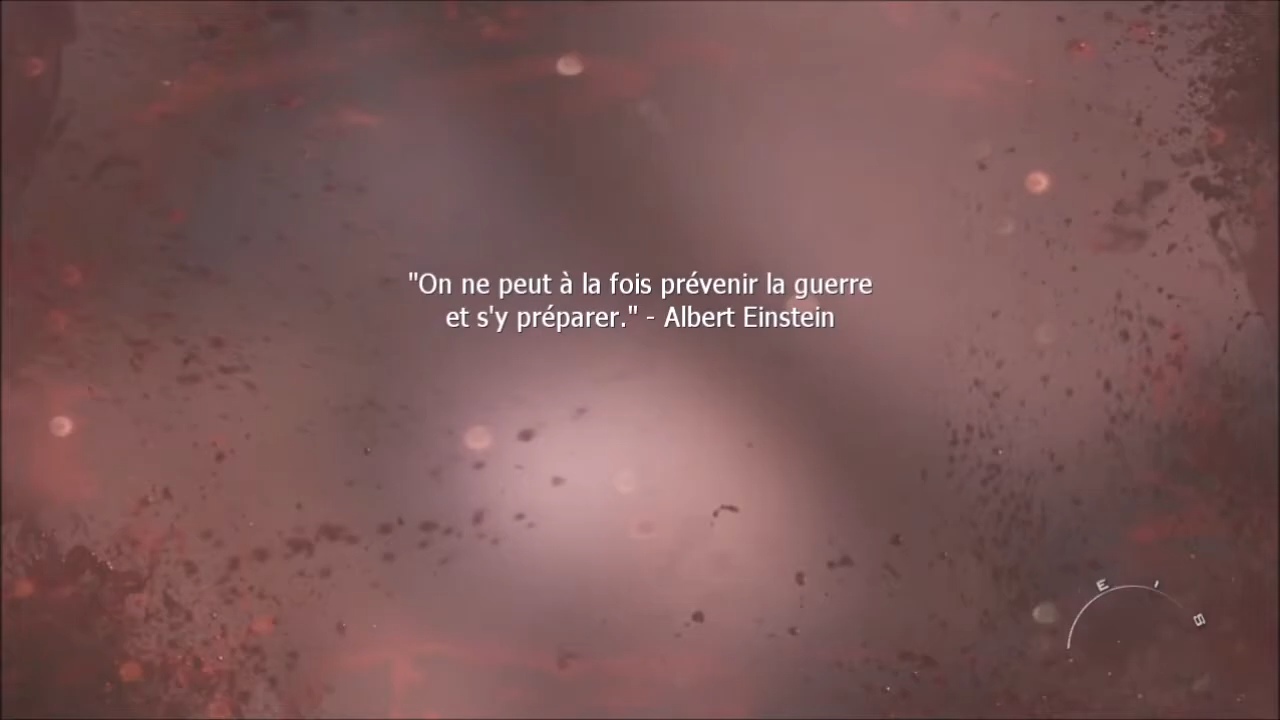 "On ne peut à la fois prévenir la guerre
et s'y préparer." - Albert Einstein
E
S